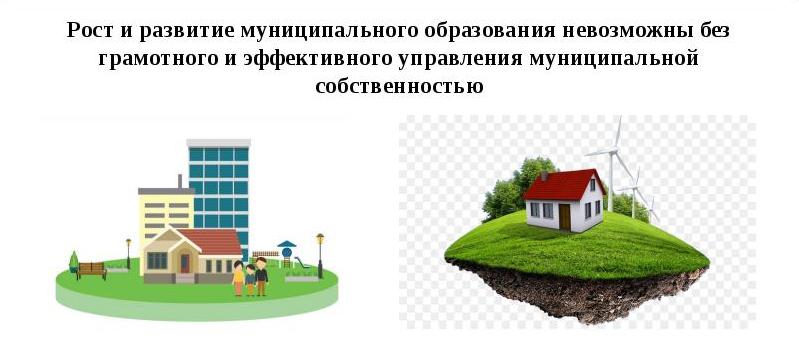 Рост и развитие муниципального образования невозможны без
грамотного и эффективного управления муниципальной
собственностью